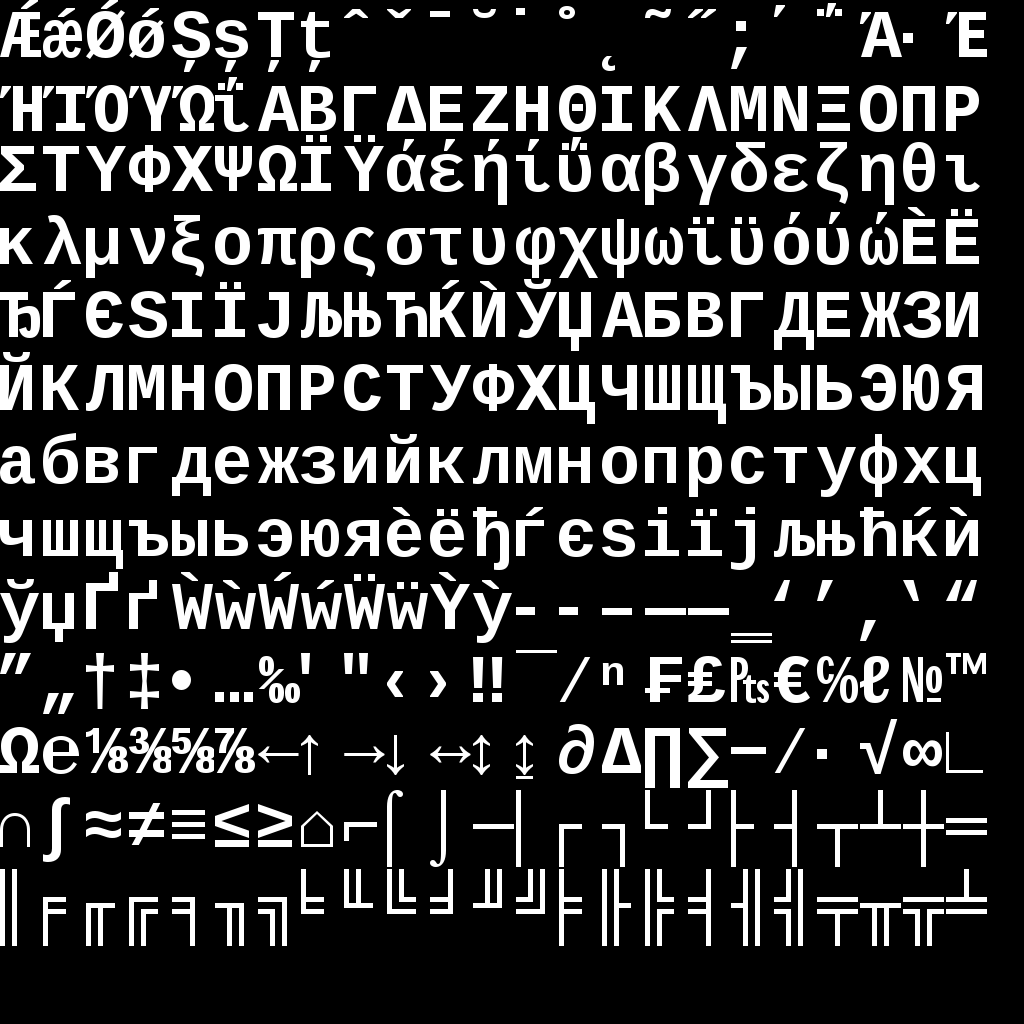 ǼǽǾǿȘșȚțˆˇˉ˘˙˚˛˜˝;΄΅Ά·Έ
ΉΊΌΎΏΐΑΒΓΔΕΖΗΘΙΚΛΜΝΞΟΠΡ
ΣΤΥΦΧΨΩΪΫάέήίΰαβγδεζηθι
κλμνξοπρςστυφχψωϊϋόύώЀЁ
ЂЃЄЅІЇЈЉЊЋЌЍЎЏАБВГДЕЖЗИ
ЙКЛМНОПРСТУФХЦЧШЩЪЫЬЭЮЯ
абвгдежзийклмнопрстуфхц
чшщъыьэюяѐёђѓєѕіїјљњћќѝ
ўџҐґẀẁẂẃẄẅỲỳ‐‑‒–—―‗‘’‚‛“
”„†‡•…‰′″‹›‼‾⁄ⁿ₣₤₧€℅ℓ№™
Ω℮⅛⅜⅝⅞←↑→↓↔↕↨∂∆∏∑−∕∙√∞∟
∩∫≈≠≡≤≥⌂⌐⌠⌡─│┌┐└┘├┤┬┴┼═
║╒╓╔╕╖╗╘╙╚╛╜╝╞╟╠╡╢╣╤╥╦╧